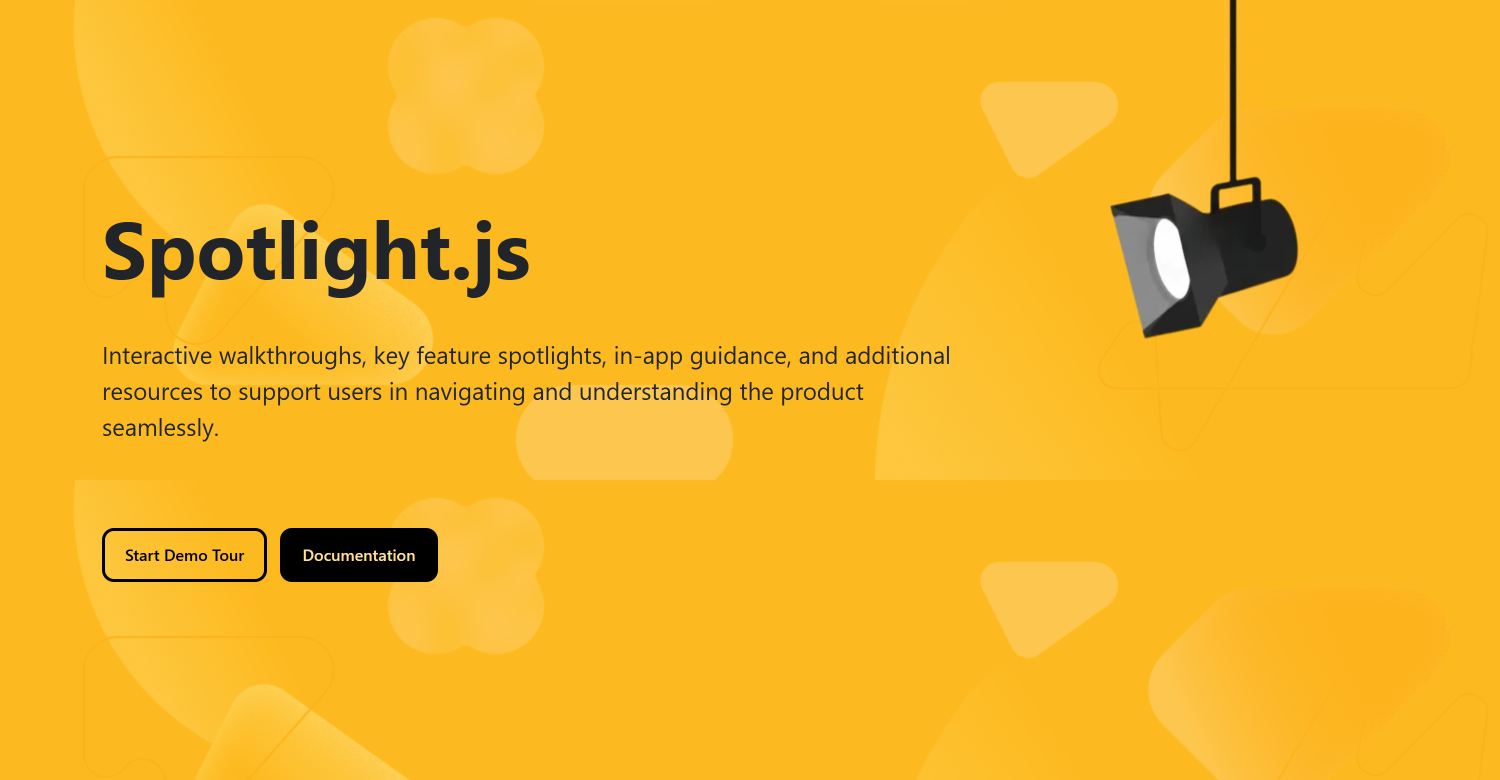 Spotlight.js
Interactive walkthroughs, key feature spotlights, in-app guidance, and additional
resources to support users in navigating and understanding the product
seamlessly.
Start Demo Tour
Documentation